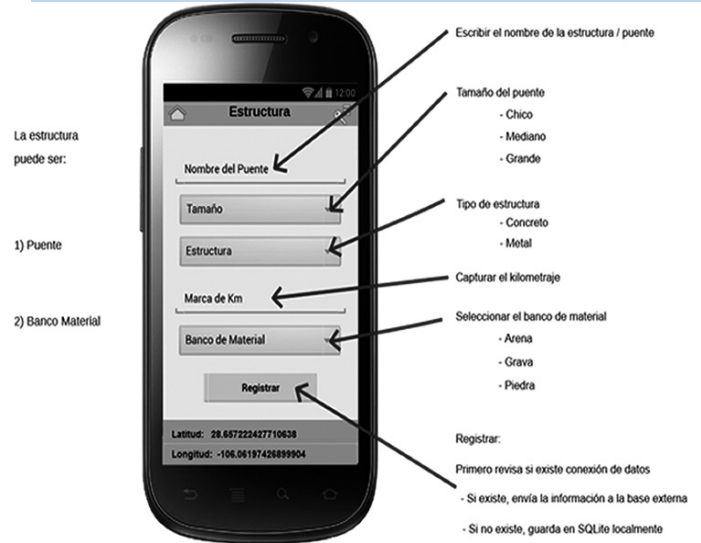 La estructura
puede ser:
1) Puente
2) Banco Material
12:00
Estructura
Nombre del Puente
Tamaño
Estructura
Marca de Km
Banco de Material
Registrar
Latitud: 28.657222427710638
Longitud: -106.06197426899904
Escribir el nombre de la estructura / puente
Tamaño del puente
- Chico
- Mediano
- Grande
Tipo de estructura
- Concreto
- Metal
Capturar el kilometraje
Seleccionar el banco de material
- Arena
- Grava
- Piedra
Registrar:
Primero revisa si existe conexión de datos
- Si existe, envía la información a la base externa
- Si no existe, guarda en SQLite localmente